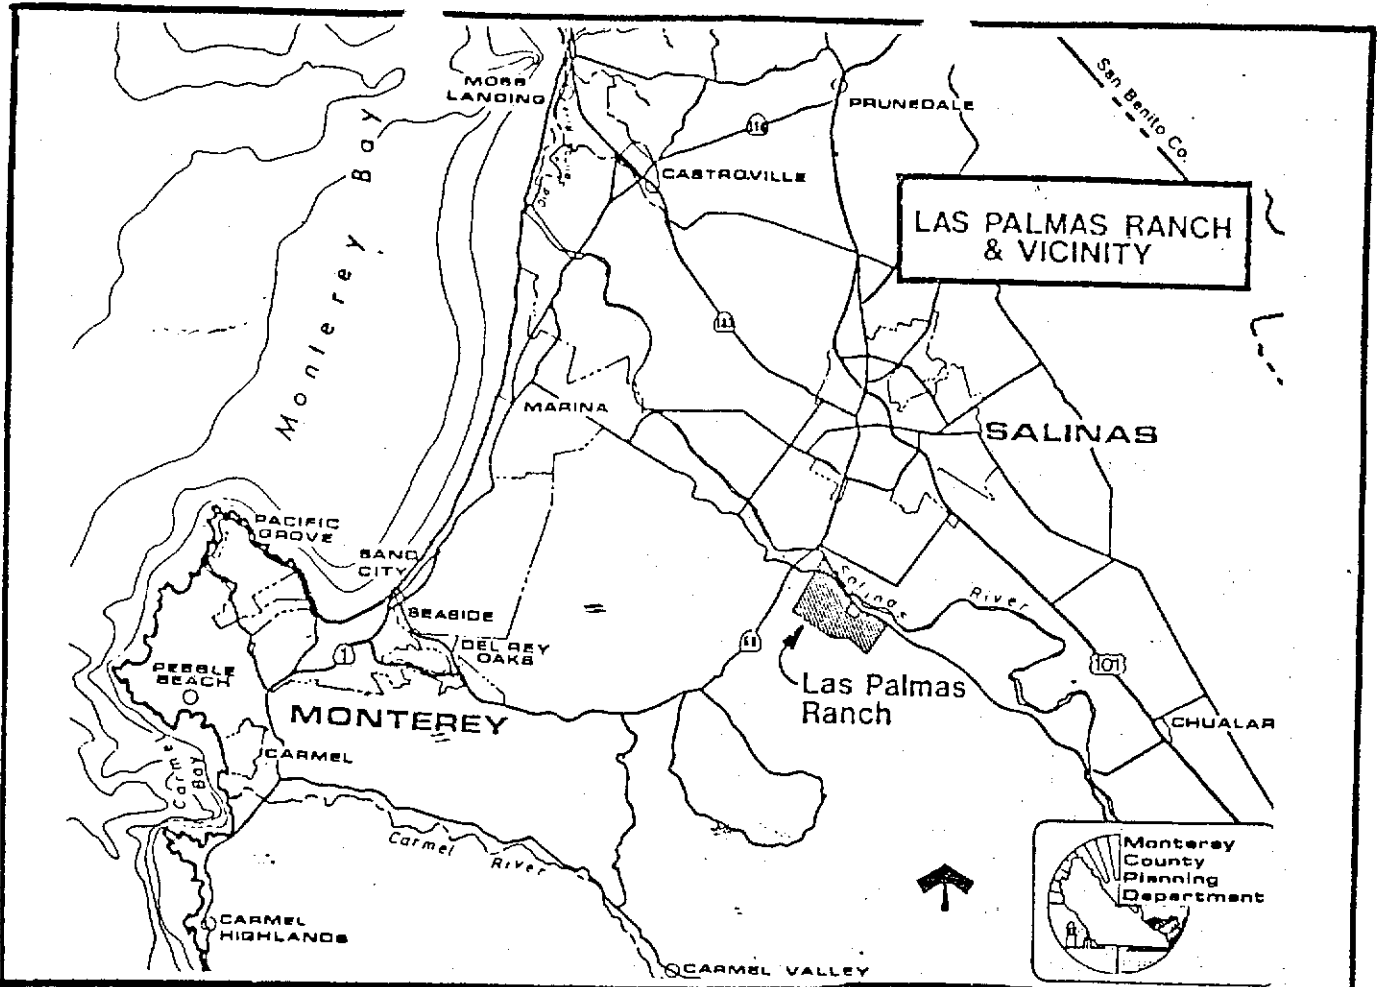 MOSS
LANDING
PRUNEDALE
San Benito Co.
156
CASTROVILLE
Monterey Bay
LAS PALMAS RANCH
& VICINITY
183
MARINA
SALINAS
PACIFIC
GROVE
SAND
CITY
SEASIDE
DEL REY
OAKS
Salinas River
1
68
101
PEBBLE
BEACH
Las Palmas
Ranch
MONTEREY
CHUALAR
CARMEL
Carmel
Bay
Carmel River
Monterey
County
Planning
Department
CARMEL
HIGHLANDS
CARMEL VALLEY